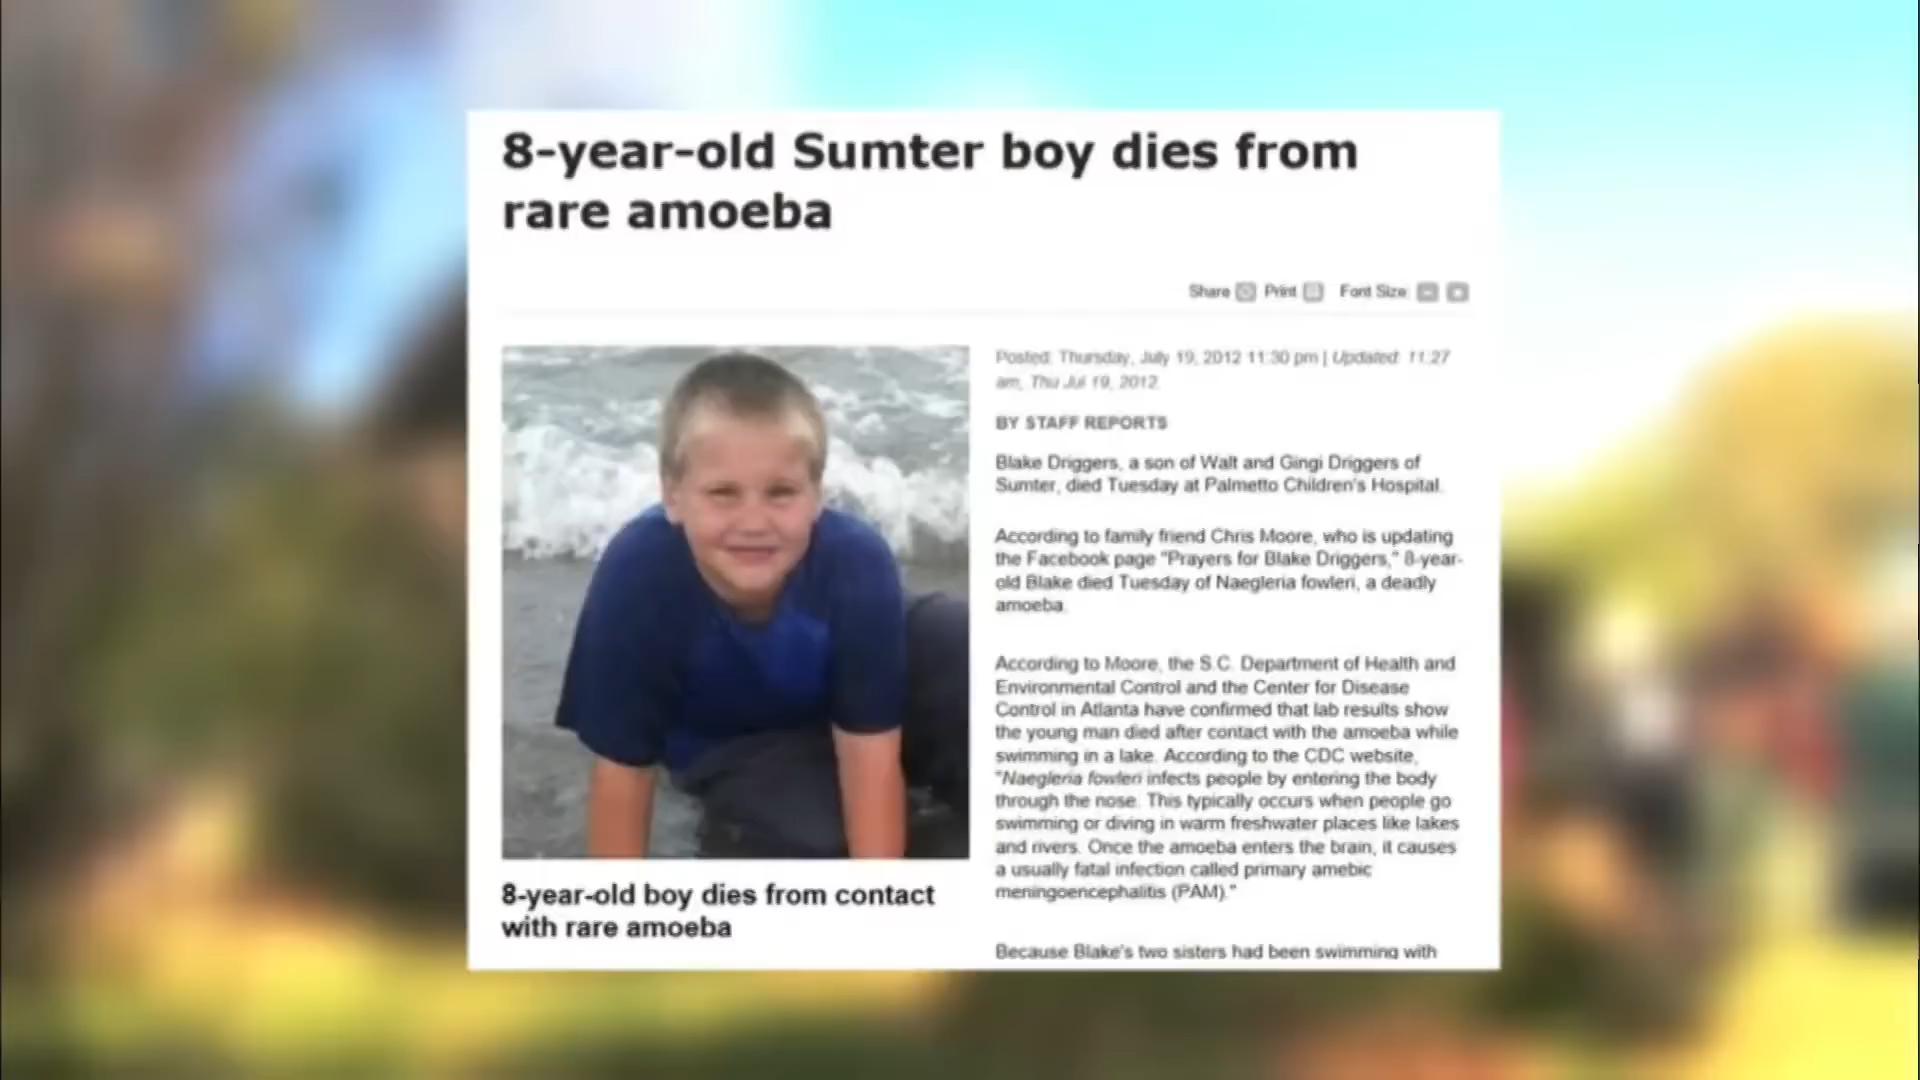 8-year-old Sumter boy dies from
rare amoeba
Share Print Font Size
Posted: Thursday, July 19, 2012 11:30 pm | Updated: 11:27
am, Thu Jul 19, 2012.
BY STAFF REPORTS
Blake Driggers, a son of Walt and Gingi Driggers of
Sumter, died Tuesday at Palmetto Children's Hospital.
According to family friend Chris Moore, who is updating
the Facebook page "Prayers for Blake Driggers," 8-year-
old Blake died Tuesday of Naegleria fowleri, a deadly
amoeba.
According to Moore, the S.C. Department of Health and
Environmental Control and the Center for Disease
Control in Atlanta have confirmed that lab results show
the young man died after contact with the amoeba while
swimming in a lake. According to the CDC website,
"Naegleria fowleri infects people by entering the body
through the nose. This typically occurs when people go
swimming or diving in warm freshwater places like lakes
and rivers. Once the amoeba enters the brain, it causes
a usually fatal infection called primary amebic
meningoencephalitis (PAM)."
Because Blake's two sisters had been swimming with
8-year-old boy dies from contact
with rare amoeba